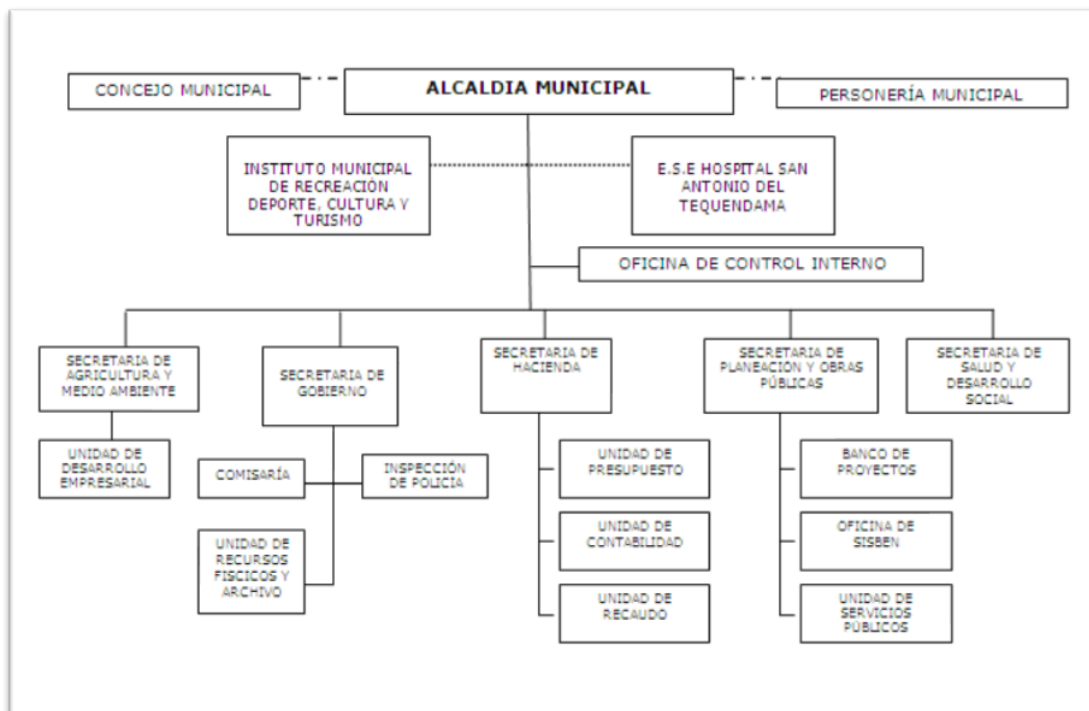 CONCEJO MUNICIPAL
ALCALDIA MUNICIPAL
PERSONERÍA MUNICIPAL
INSTITUTO MUNICIPAL
DE RECREACIÓN
DEPORTE, CULTURA Y
TURISMO
E.S.E HOSPITAL SAN
ANTONIO DEL
TEQUENDAMA
OFICINA DE CONTROL INTERNO
SECRETARIA DE
AGRICULTURA Y
MEDIO AMBIENTE
SECRETARIA DE
GOBIERNO
SECRETARIA DE
HACIENDA
SECRETARIA DE
PLANEACIÓN Y OBRAS
PÚBLICAS
SECRETARIA DE
SALUD Y
DESARROLLO
SOCIAL
UNIDAD DE
DESARROLLO
EMPRESARIAL
COMISARÍA
INSPECCIÓN
DE POLICIA
UNIDAD DE
RECURSOS
FISCICOS Y
ARCHIVO
UNIDAD DE
PRESUPUESTO
UNIDAD DE
CONTABILIDAD
UNIDAD DE
RECAUDO
BANCO DE
PROYECTOS
OFICINA DE
SISBEN
UNIDAD DE
SERVICIOS
PÚBLICOS